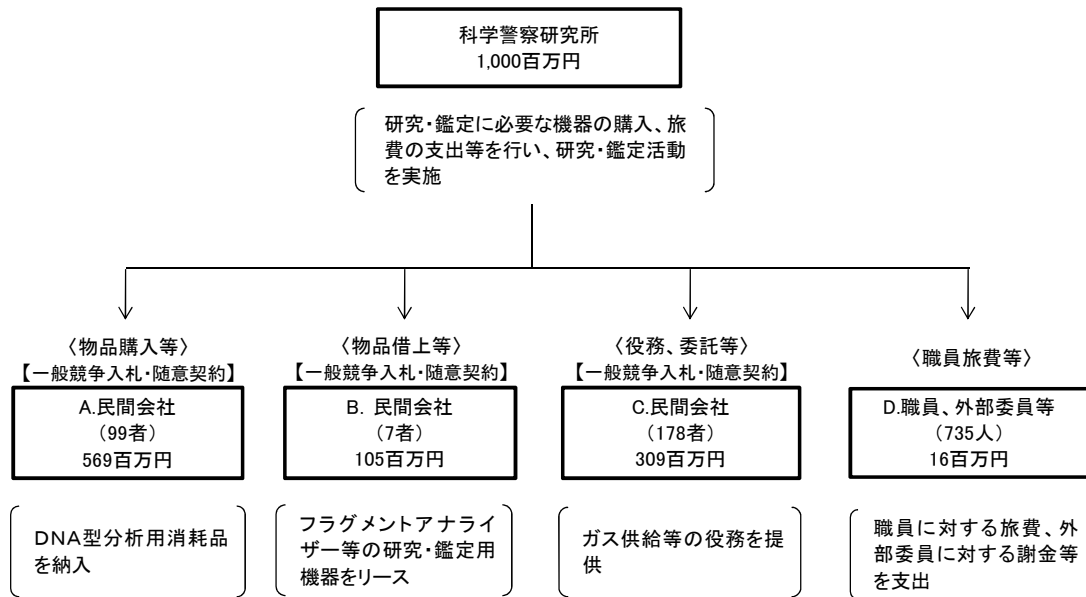 科学警察研究所
1,000百万円
研究・鑑定に必要な機器の購入、旅
費の支出等を行い、研究・鑑定活動
を実施
〈物品購入等〉
【一般競争入札・随意契約】
A.民間会社
(99者)
569百万円
DNA型分析用消耗品
を納入
〈物品借上等〉
【一般競争入札・随意契約】
B. 民間会社
(7者)
105百万円
フラグメントアナライ
ザー等の研究・鑑定用
機器をリース
〈役務、委託等〉
【一般競争入札・随意契約】
C.民間会社
(178者)
309百万円
ガス供給等の役務を提
供
〈職員旅費等〉
D.職員、外部委員等
(735人)
16百万円
職員に対する旅費、外
部委員に対する謝金等
を支出